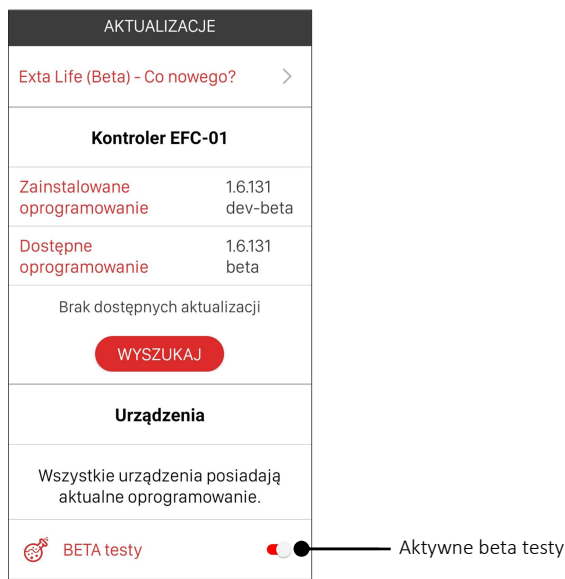 AKTUALIZACJE
Exta Life (Beta) - Co nowego?
Kontroler EFC-01
Zainstalowane oprogramowanie
1.6.131 dev-beta
Dostępne oprogramowanie
1.6.131 beta
Brak dostępnych aktualizacji
WYSZUKAJ
Urządzenia
Wszystkie urządzenia posiadają
aktualne oprogramowanie.
BETA testy
Aktywne beta testy